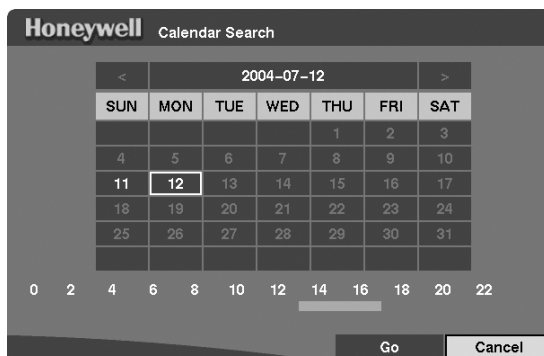 Honeywell Calendar Search
< 2004-07-12 >
SUN MON TUE WED THU FRI SAT
1 2 3
4 5 6 7 8 9 10
11 12 13 14 15 16 17
18 19 20 21 22 23 24
25 26 27 28 29 30 31
0 2 4 6 8 10 12 14 16 18 20 22
Go Cancel